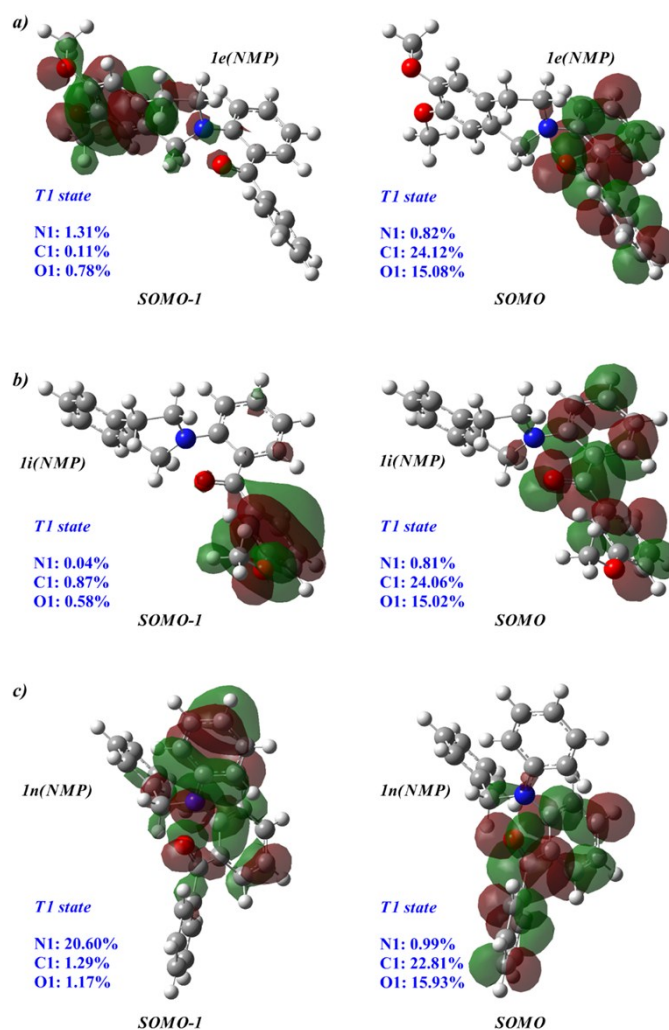 a)
1e(NMP)
T1 state
N1: 1.31%
C1: 0.11%
O1: 0.78%
SOMO-1
1e(NMP)
T1 state
N1: 0.82%
C1: 24.12%
O1: 15.08%
SOMO
b)
1i(NMP)
T1 state
N1: 0.04%
C1: 0.87%
O1: 0.58%
SOMO-1
1i(NMP)
T1 state
N1: 0.81%
C1: 24.06%
O1: 15.02%
SOMO
c)
1n(NMP)
T1 state
N1: 20.60%
C1: 1.29%
O1: 1.17%
SOMO-1
1n(NMP)
T1 state
N1: 0.99%
C1: 22.81%
O1: 15.93%
SOMO